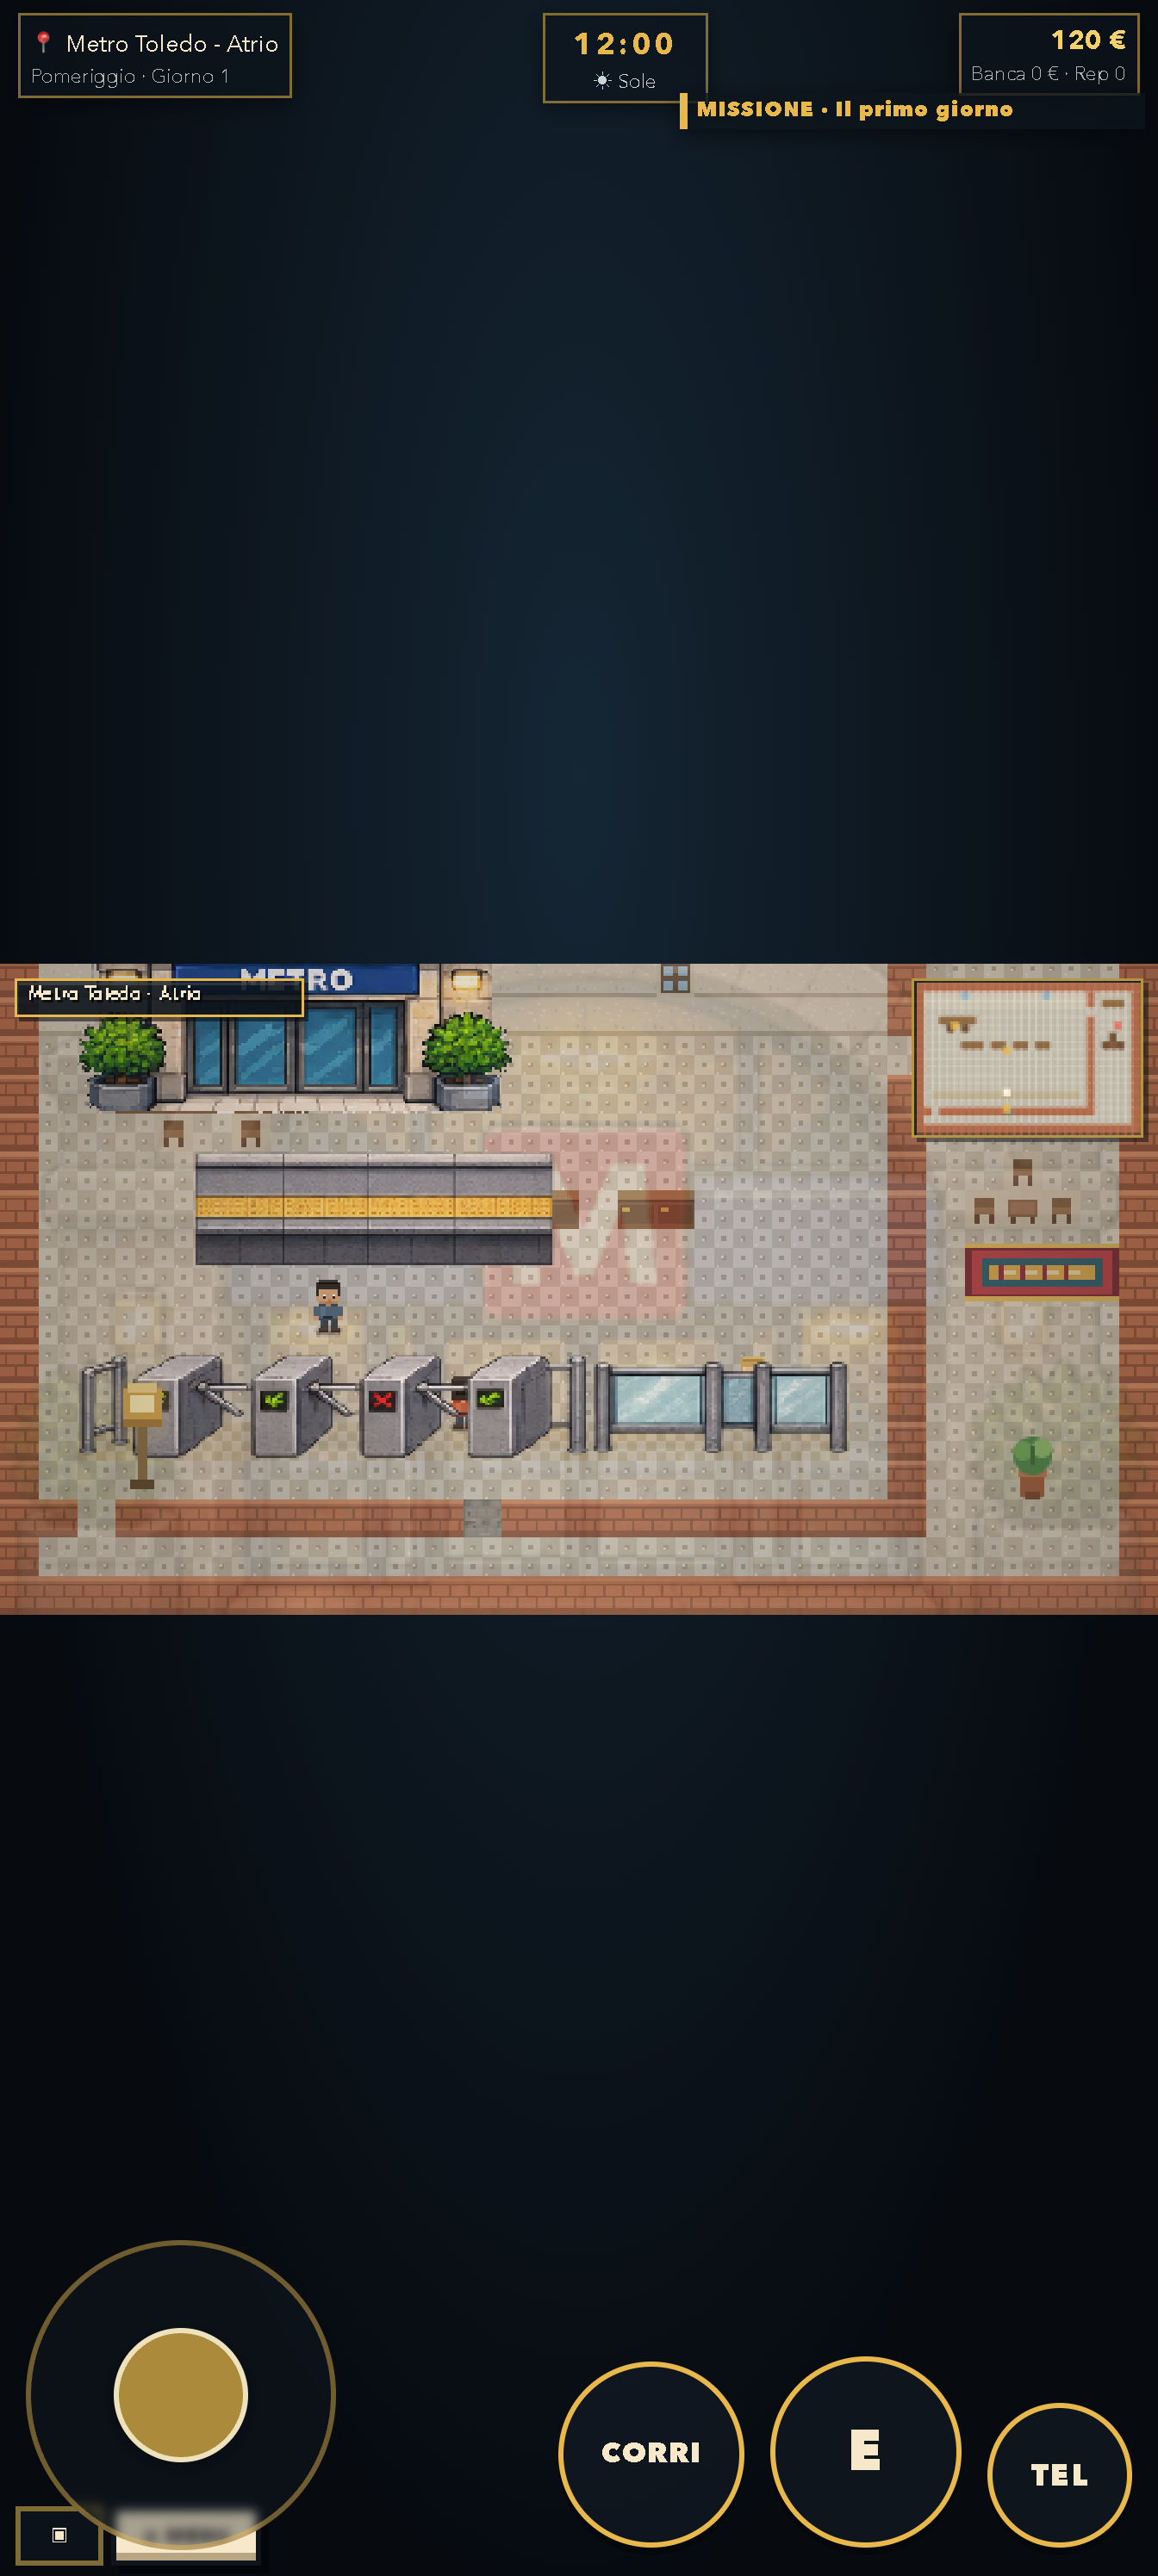 Metro Toledo - Atrio
Pomeriggio · Giorno 1
12:00
☀ Sole
120 €
Banca 0 € · Rep 0
MISSIONE · Il primo giorno
METRO
Metro Toledo · Atrio
M
CORRI
E
TEL